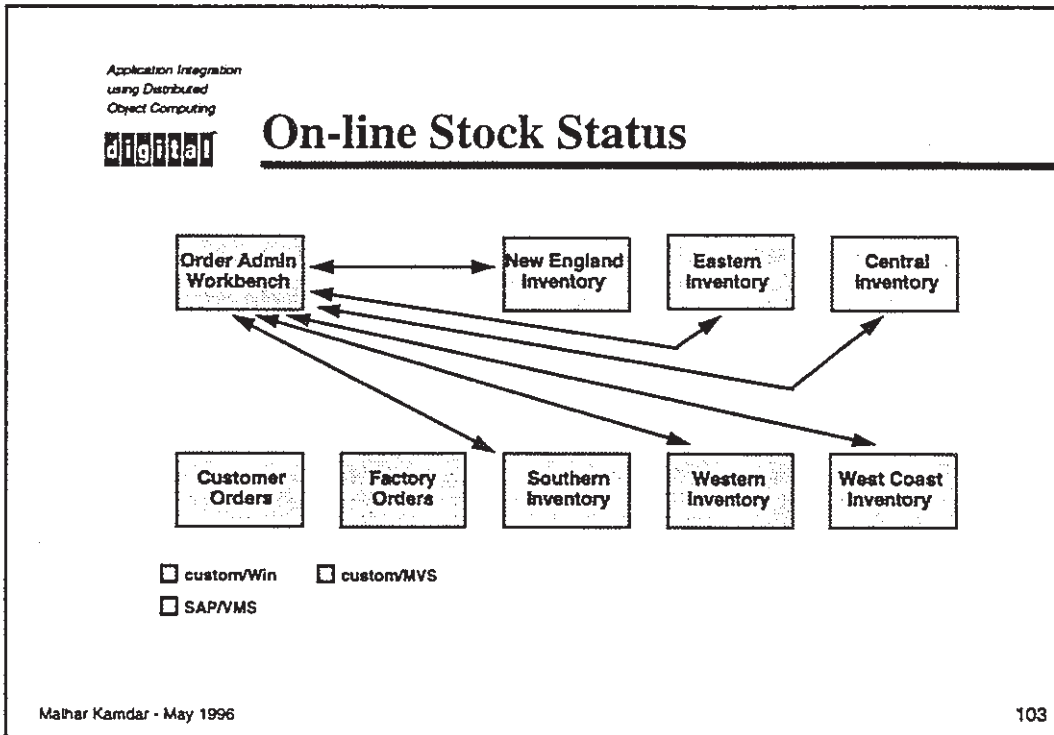 Application Integration
using Distributed
Object Computing
digital
On-line Stock Status
Order Admin
Workbench
New England
Inventory
Eastern
Inventory
Central
Inventory
Customer
Orders
Factory
Orders
Southern
Inventory
Western
Inventory
West Coast
Inventory
custom/Win
custom/MVS
SAP/VMS
Malhar Kamdar - May 1996
103